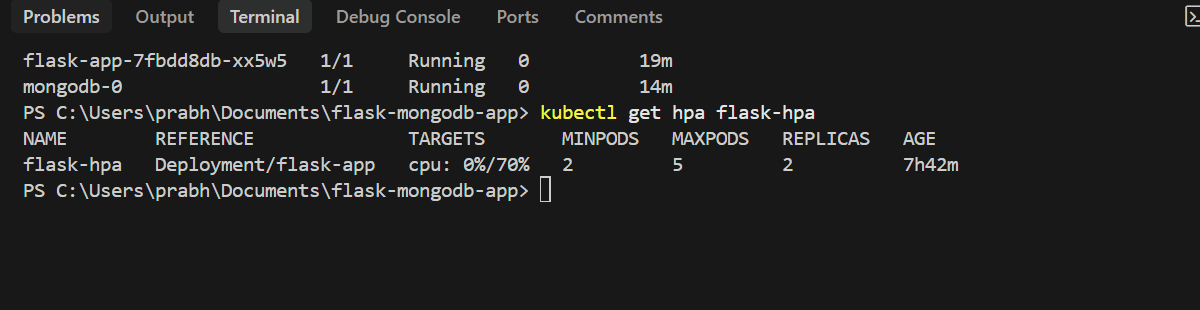 Problems Output Terminal Debug Console Ports Comments
flask-app-7fbdd8db-xx5w5 1/1 Running 0 19m
mongodb-0 1/1 Running 0 14m
PS C:\Users\prabh\Documents\flask-mongodb-app> kubectl get hpa flask-hpa
NAME REFERENCE TARGETS MINPODS MAXPODS REPLICAS AGE
flask-hpa Deployment/flask-app cpu: 0%/70% 2 5 2 7h42m
PS C:\Users\prabh\Documents\flask-mongodb-app>